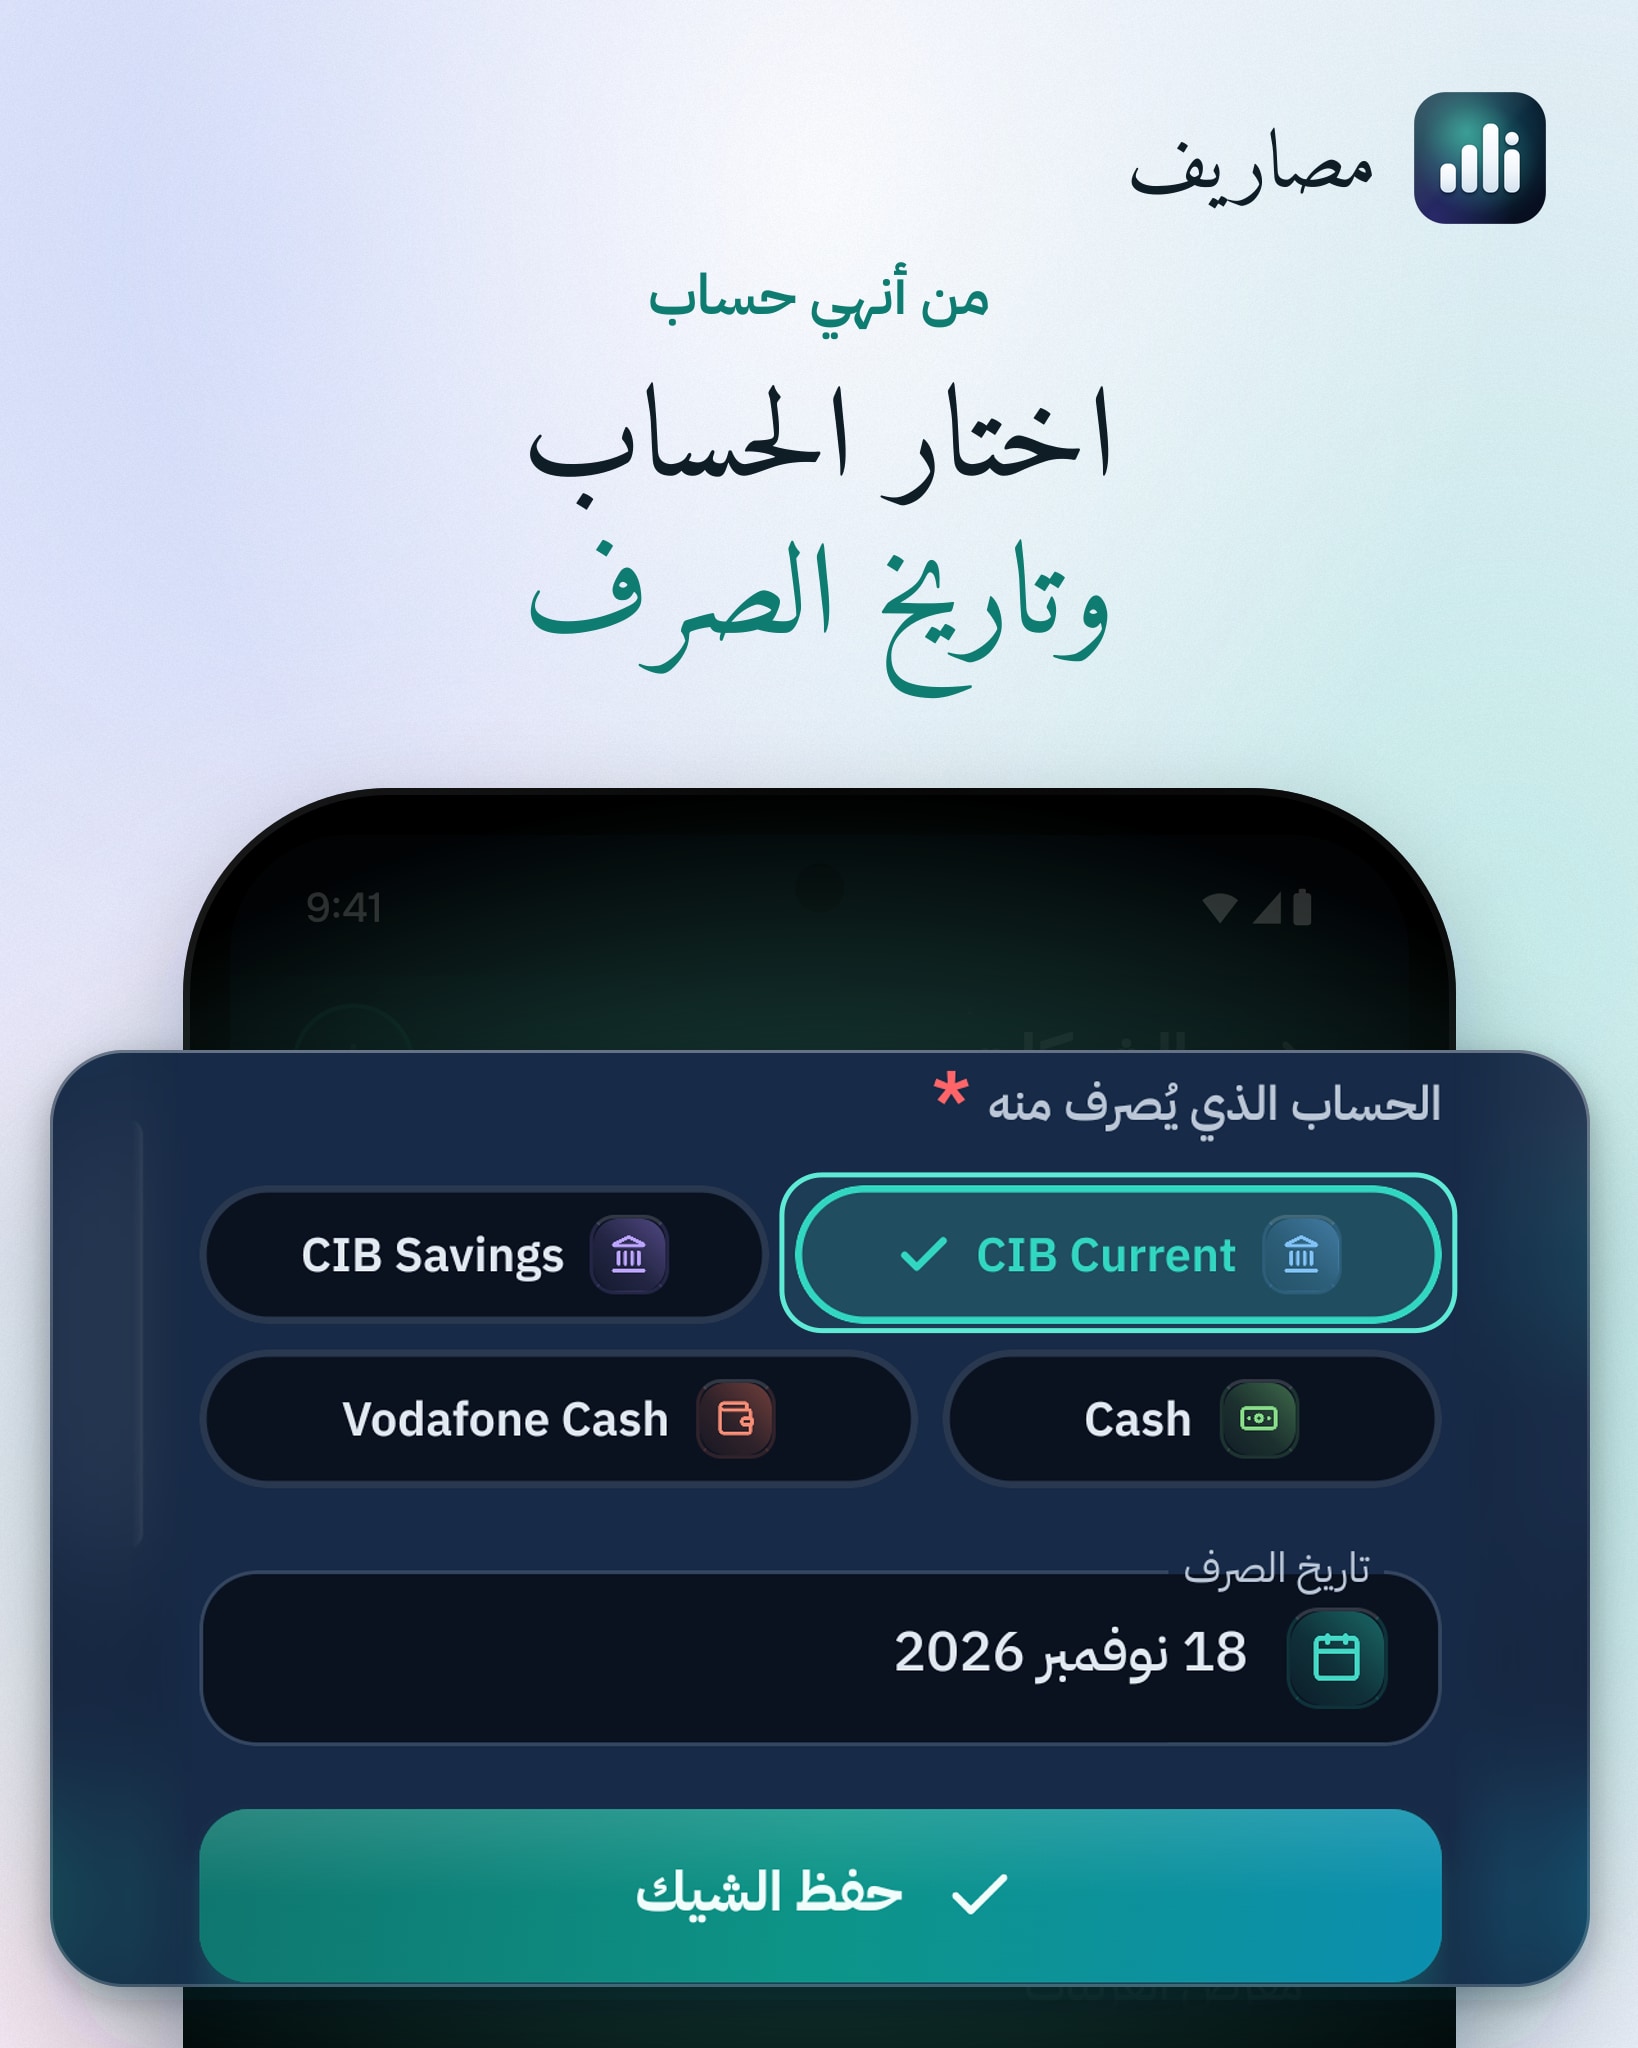 مصاريف
من أنهي حساب
اختار الحساب
وتاريخ الصرف
9:41
الحساب الذي يُصرف منه *
CIB Current
CIB Savings
Cash
Vodafone Cash
تاريخ الصرف
18 نوفمبر 2026
حفظ الشيك